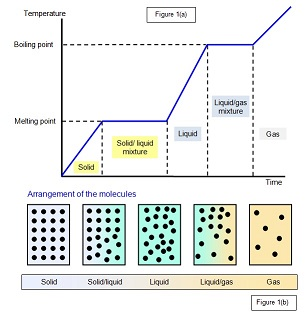 Temperature
Figure 1(a)
Boiling point
Liquid/gas
mixture
Melting point
Solid/ liquid
mixture
Liquid
Gas
Solid
Time
Arrangement of the molecules
Solid
Solid/liquid
Liquid
Liquid/gas
Gas
Figure 1(b)